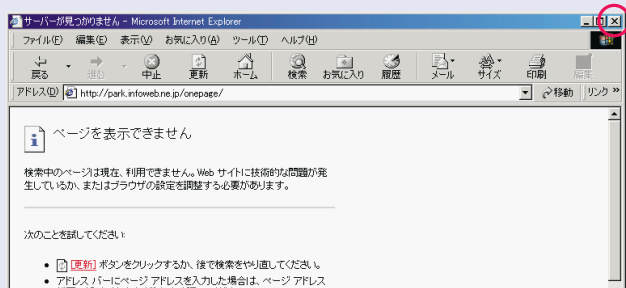 サーバーが見つかりません - Microsoft Internet Explorer
ファイル(F) 編集(E) 表示(V) お気に入り(A) ツール(T) ヘルプ(H)
戻る 進む 中止 更新 ホーム 検索 お気に入り 履歴 メール サイズ 印刷 編集
アドレス(D) http://park.infoweb.ne.jp/onepage/ 移動 リンク »
ページを表示できません
検索中のページは現在、利用できません。Web サイトに技術的な問題が発
生しているか、またはブラウザの設定を調整する必要があります。
次のことを試してください:
• [更新] ボタンをクリックするか、後で検索をやり直してください。
• アドレス バーにページ アドレスを入力した場合は、ページ アドレス